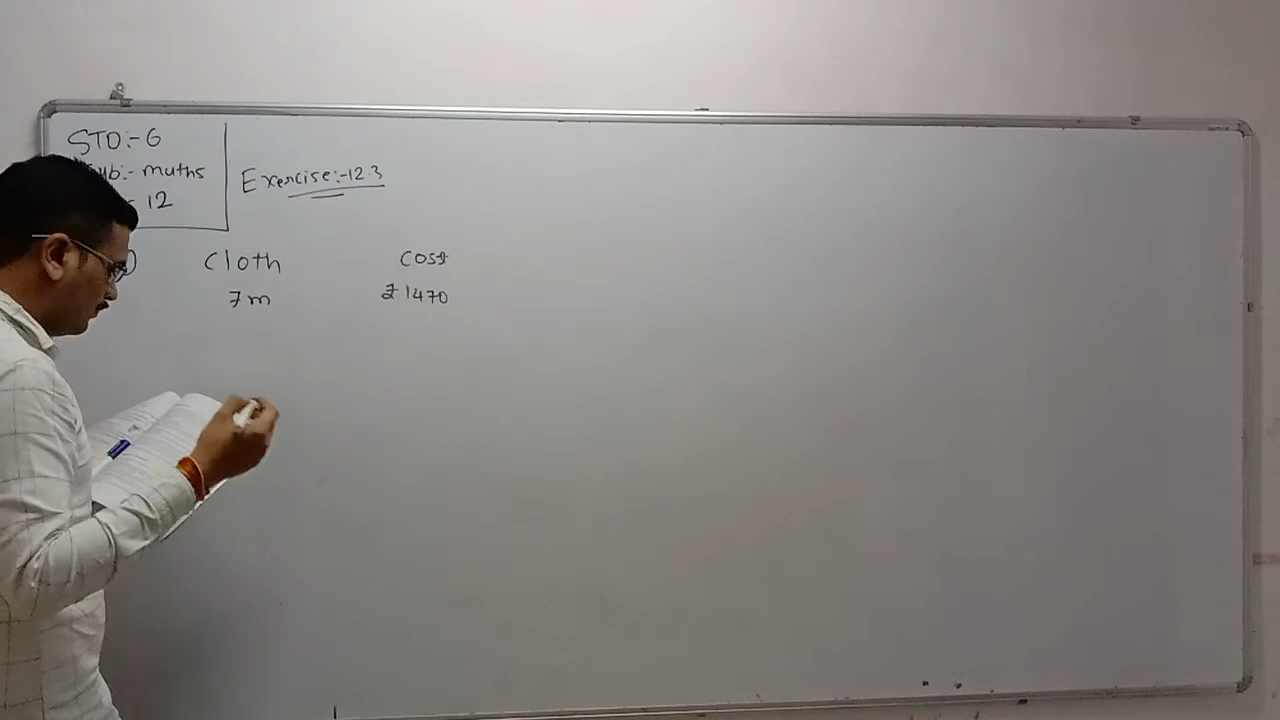 STD:- 6
muths
Exercise:-12.3
12
Cloth Cost
7m ₹1470